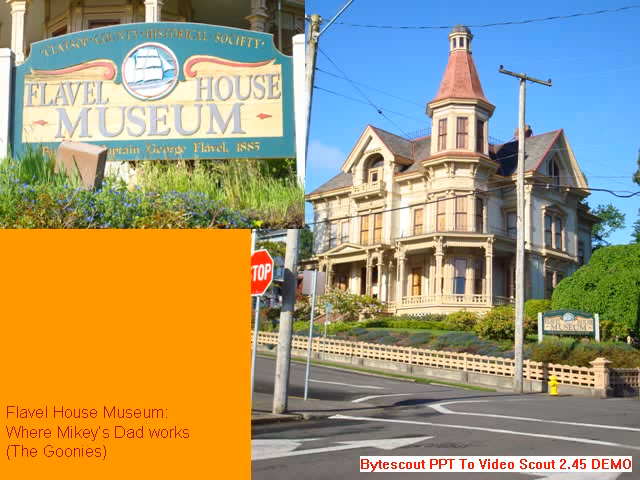 CLATSOP COUNTY HISTORICAL SOCIETY
FLAVEL HOUSE
MUSEUM
George Flavel, 1885
MUSEUM
STOP
Flavel House Museum:
Where Mikey's Dad works
(The Goonies)
Bytescout PPT To Video Scout 2.45 DEMO